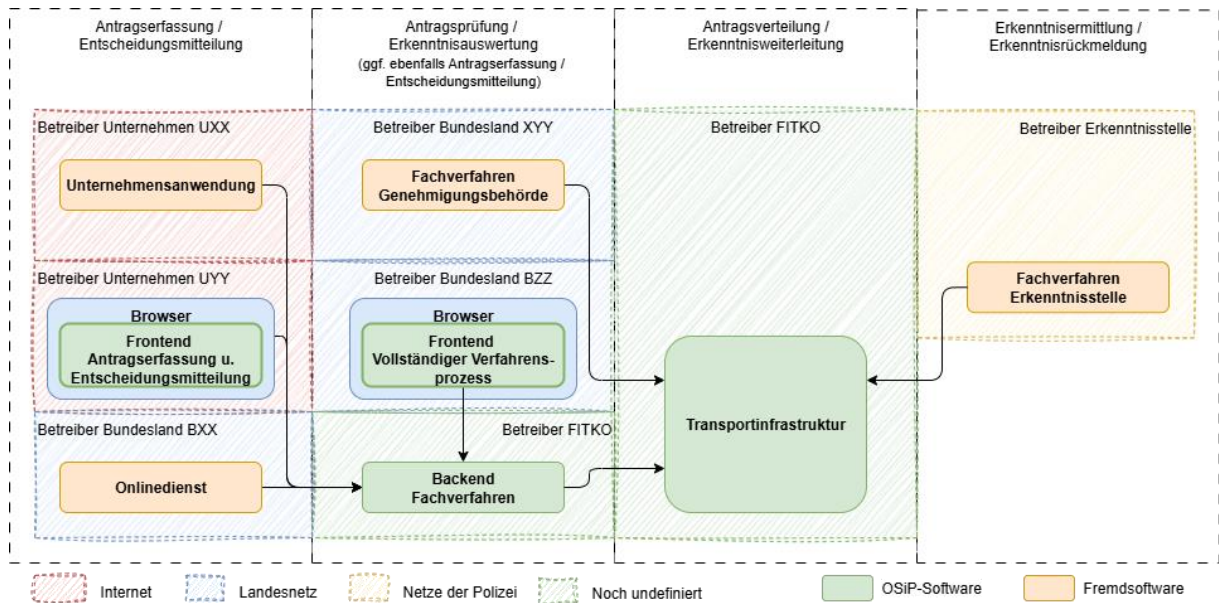 Antragserfassung /
Entscheidungsmitteilung
Antragsprüfung /
Erkenntnisauswertung
(ggf. ebenfalls Antragserfassung /
Entscheidungsmitteilung)
Antragsverteilung /
Erkenntnisweiterleitung
Erkenntnisermittlung /
Erkenntnisrückmeldung
Betreiber Unternehmen UXX
Unternehmensanwendung
Betreiber Bundesland XYY
Fachverfahren
Genehmigungsbehörde
Betreiber FITKO
Betreiber Erkenntnisstelle
Betreiber Unternehmen UYY
Browser
Frontend
Antragserfassung u.
Entscheidungsmitteilung
Betreiber Bundesland BZZ
Browser
Frontend
Vollständiger Verfahrens-
prozess
Fachverfahren
Erkenntnisstelle
Transportinfrastruktur
Betreiber Bundesland BXX
Onlinedienst
Betreiber FITKO
Backend
Fachverfahren
Internet
Landesnetz
Netze der Polizei
Noch undefiniert
OSiP-Software
Fremdsoftware